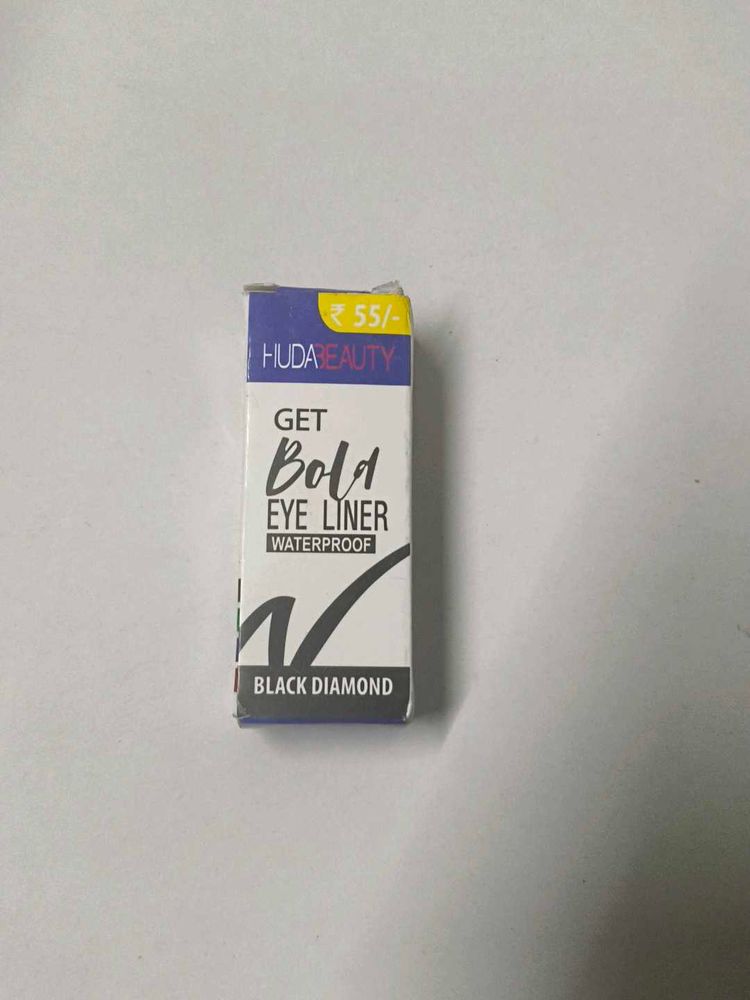 ₹ 55/-
HUDABEAUTY
GET
Bold
EYE LINER
WATERPROOF
BLACK DIAMOND